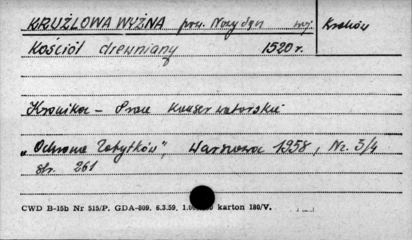 KRUŻLOWA WYŻNA pow. Nowy Sącz woj. Kraków
Kościół drewniany 1520 r.
Kronika - Prace Konserwatorskie
„Ochrona Zabytków", Warszawa 1958, Nr. 3/4
str. 261
CWD B-15b Nr 515/P. GDA-809. 6.3.59. karton 180/V.